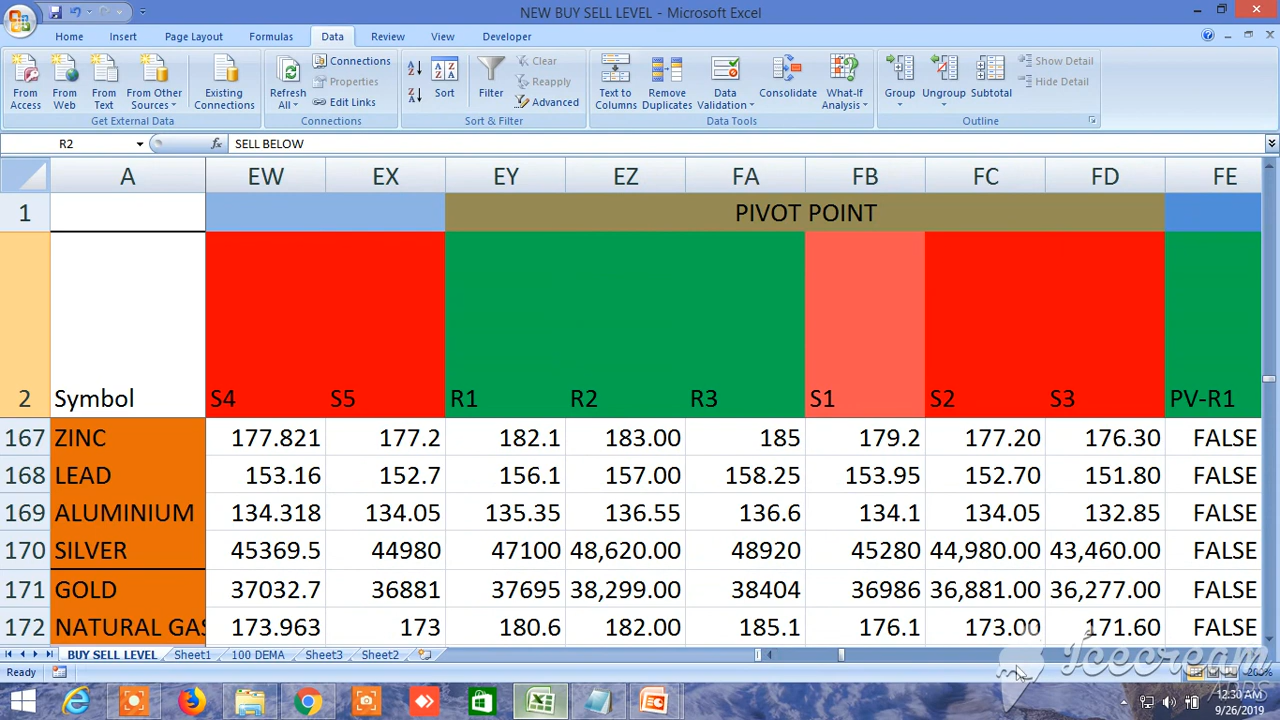 NEW BUY SELL LEVEL - Microsoft Excel
Home Insert Page Layout Formulas Data Review View Developer
From Access
From Web
From Text
From Other Sources
Existing Connections
Get External Data
Refresh All
Connections
Properties
Edit Links
Connections
Sort
Filter
Clear
Reapply
Advanced
Sort & Filter
Text to Columns
Remove Duplicates
Data Validation
Consolidate
What-If Analysis
Data Tools
Group
Ungroup
Subtotal
Show Detail
Hide Detail
Outline
R2 fx SELL BELOW
A EW EX EY EZ FA FB FC FD FE
1 PIVOT POINT
2 Symbol S4 S5 R1 R2 R3 S1 S2 S3 PV-R1
167 ZINC 177.821 177.2 182.1 183.00 185 179.2 177.20 176.30 FALSE
168 LEAD 153.16 152.7 156.1 157.00 158.25 153.95 152.70 151.80 FALSE
169 ALUMINIUM 134.318 134.05 135.35 136.55 136.6 134.1 134.05 132.85 FALSE
170 SILVER 45369.5 44980 47100 48,620.00 48920 45280 44,980.00 43,460.00 FALSE
171 GOLD 37032.7 36881 37695 38,299.00 38404 36986 36,881.00 36,277.00 FALSE
172 NATURAL GAS 173.963 173 180.6 182.00 185.1 176.1 173.00 171.60 FALSE
BUY SELL LEVEL Sheet1 100 DEMA Sheet3 Sheet2
Icecream
APPS
Ready
12:30 AM
9/26/2019